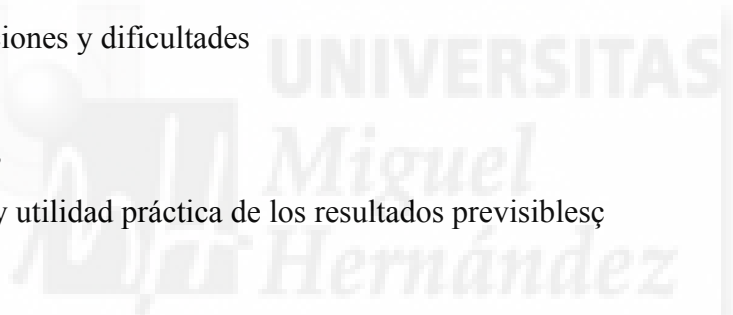 iones y dificultades
UNIVERSITAS
Miguel
y utilidad práctica de los resultados previsiblesç
Hernández